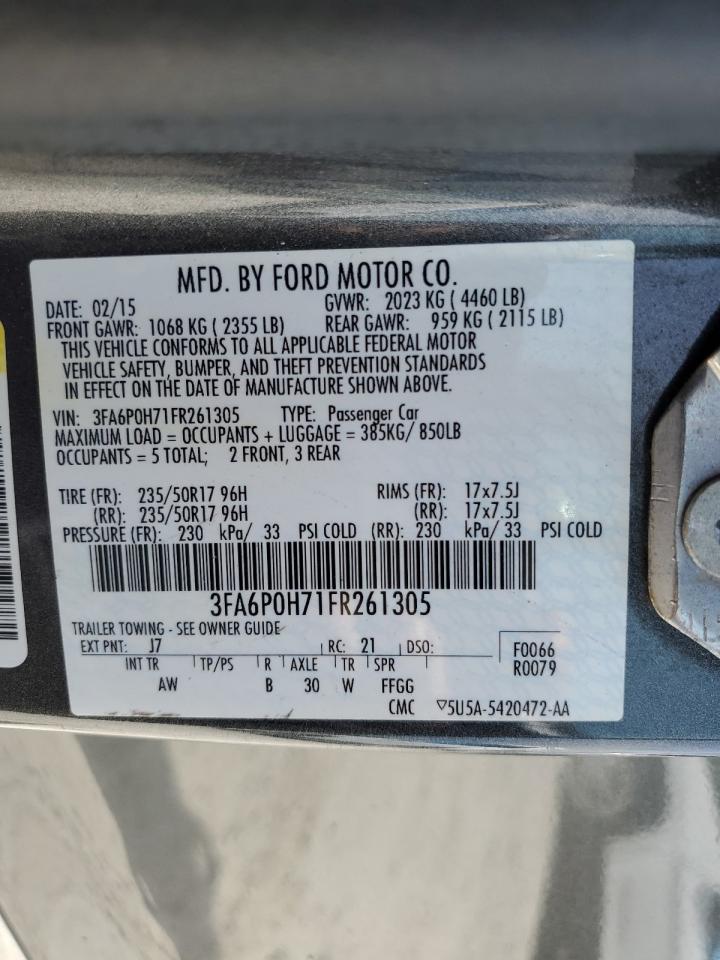 MFD. BY FORD MOTOR CO.
DATE: 02/15 GVWR: 2023 KG ( 4460 LB)
FRONT GAWR: 1068 KG ( 2355 LB) REAR GAWR: 959 KG ( 2115 LB)
THIS VEHICLE CONFORMS TO ALL APPLICABLE FEDERAL MOTOR
VEHICLE SAFETY, BUMPER, AND THEFT PREVENTION STANDARDS
IN EFFECT ON THE DATE OF MANUFACTURE SHOWN ABOVE.
VIN: 3FA6P0H71FR261305 TYPE: Passenger Car
MAXIMUM LOAD = OCCUPANTS + LUGGAGE = 385KG/ 850LB
OCCUPANTS = 5 TOTAL; 2 FRONT, 3 REAR
TIRE (FR): 235/50R17 96H RIMS (FR): 17x7.5J
(RR): 235/50R17 96H (RR): 17x7.5J
PRESSURE (FR): 230 kPa/ 33 PSI COLD (RR): 230 kPa/ 33 PSI COLD
3FA6P0H71FR261305
TRAILER TOWING - SEE OWNER GUIDE
EXT PNT: J7 RC: 21 DSO: F0066
INT TR TP/PS R AXLE TR SPR R0079
AW B 30 W FFGG
CMC ▽5U5A-5420472-AA